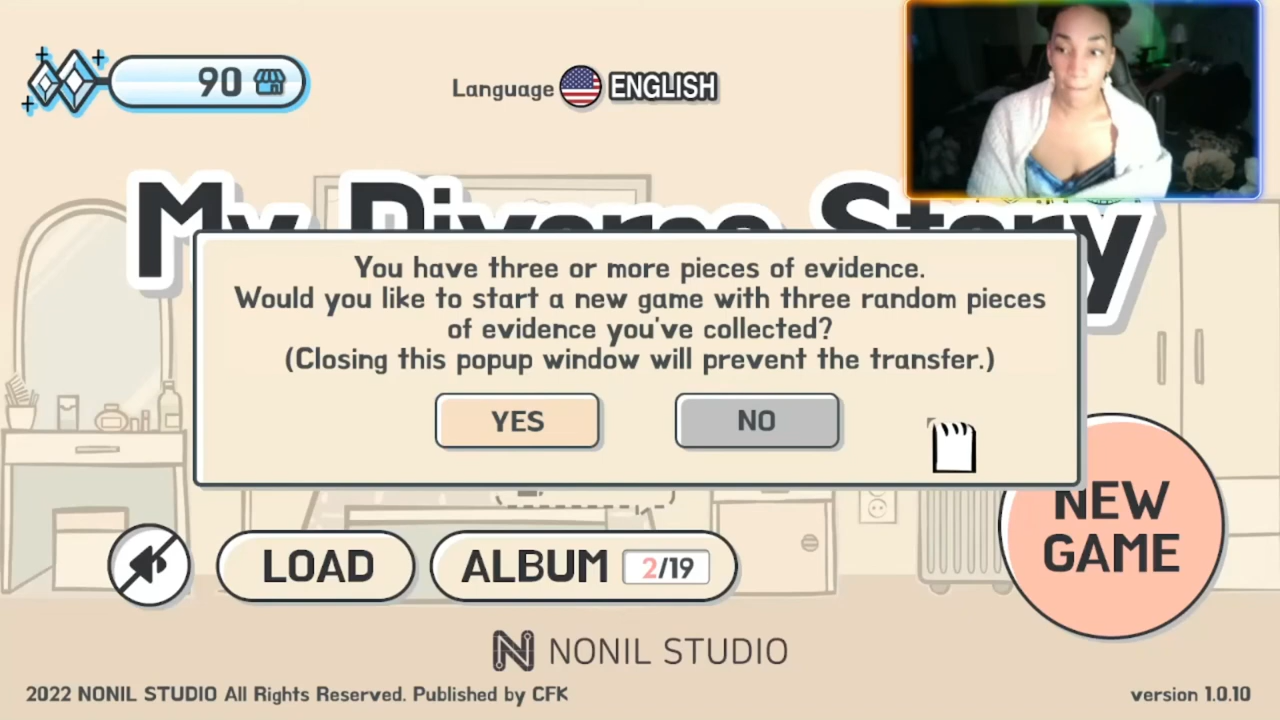 90
Language ENGLISH
My Divorce Story
You have three or more pieces of evidence.
Would you like to start a new game with three random pieces
of evidence you've collected?
(Closing this popup window will prevent the transfer.)
YES
NO
NEW
GAME
LOAD
ALBUM 2/19
NONIL STUDIO
2022 NONIL STUDIO All Rights Reserved. Published by CFK
version 1.0.10